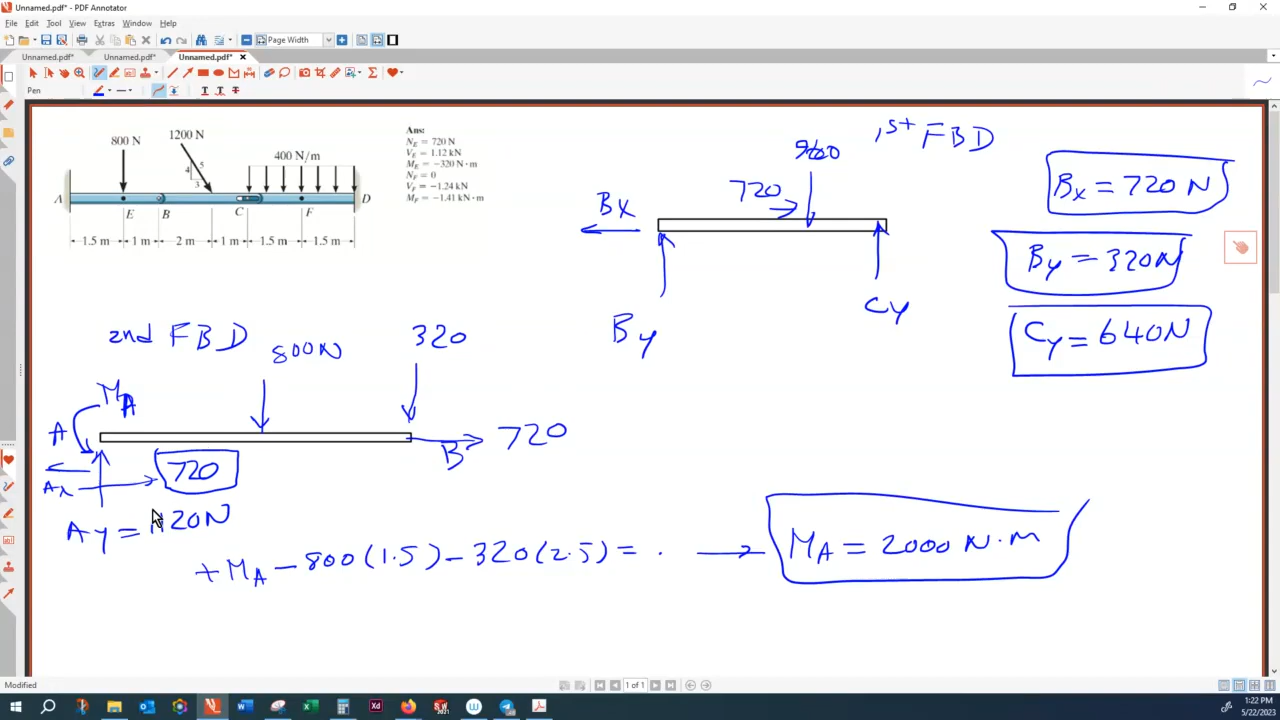 Unnamed.pdf* - PDF Annotator
File Edit Tool View Extras Window Help
Page Width
Unnamed.pdf* Unnamed.pdf* Unnamed.pdf*
Pen
800 N
1200 N
5
4
3
400 N/m
A
E
B
C
F
D
1.5 m 1 m 2 m 1 m 1.5 m 1.5 m
Ans:
N_E = 720 N
V_E = 1.12 kN
M_E = −320 N·m
N_F = 0
V_F = −1.24 kN
M_F = −1.41 kN·m
1st FBD
960
720
Bx
By
Cy
Bx = 720 N
By = 320N
Cy = 640N
2nd FBD
800N
320
MA
A
Ax
720
B
720
Ay = 1120N
+MA − 800(1.5) − 320(2.5) = .
MA = 2000 N·m
1 of 1
Modified
1:22 PM
5/22/2023